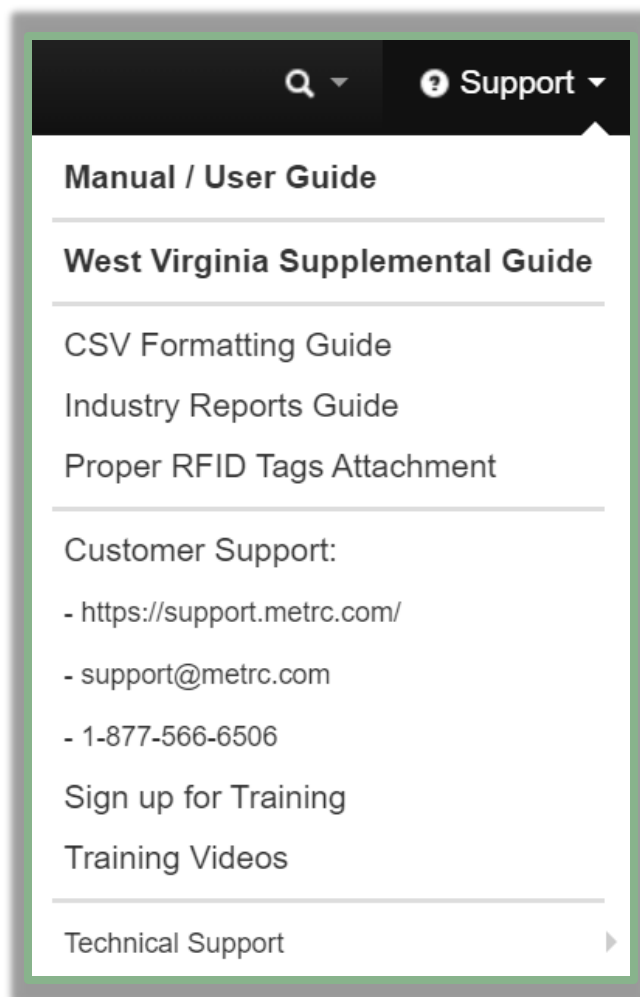 Support
Manual / User Guide
West Virginia Supplemental Guide
CSV Formatting Guide
Industry Reports Guide
Proper RFID Tags Attachment
Customer Support:
- https://support.metrc.com/
- support@metrc.com
- 1-877-566-6506
Sign up for Training
Training Videos
Technical Support